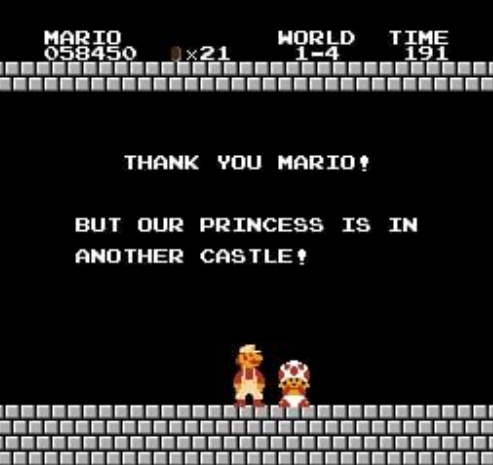 MARIO WORLD TIME
058450 ×21 1-4 191
THANK YOU MARIO!
BUT OUR PRINCESS IS IN
ANOTHER CASTLE!